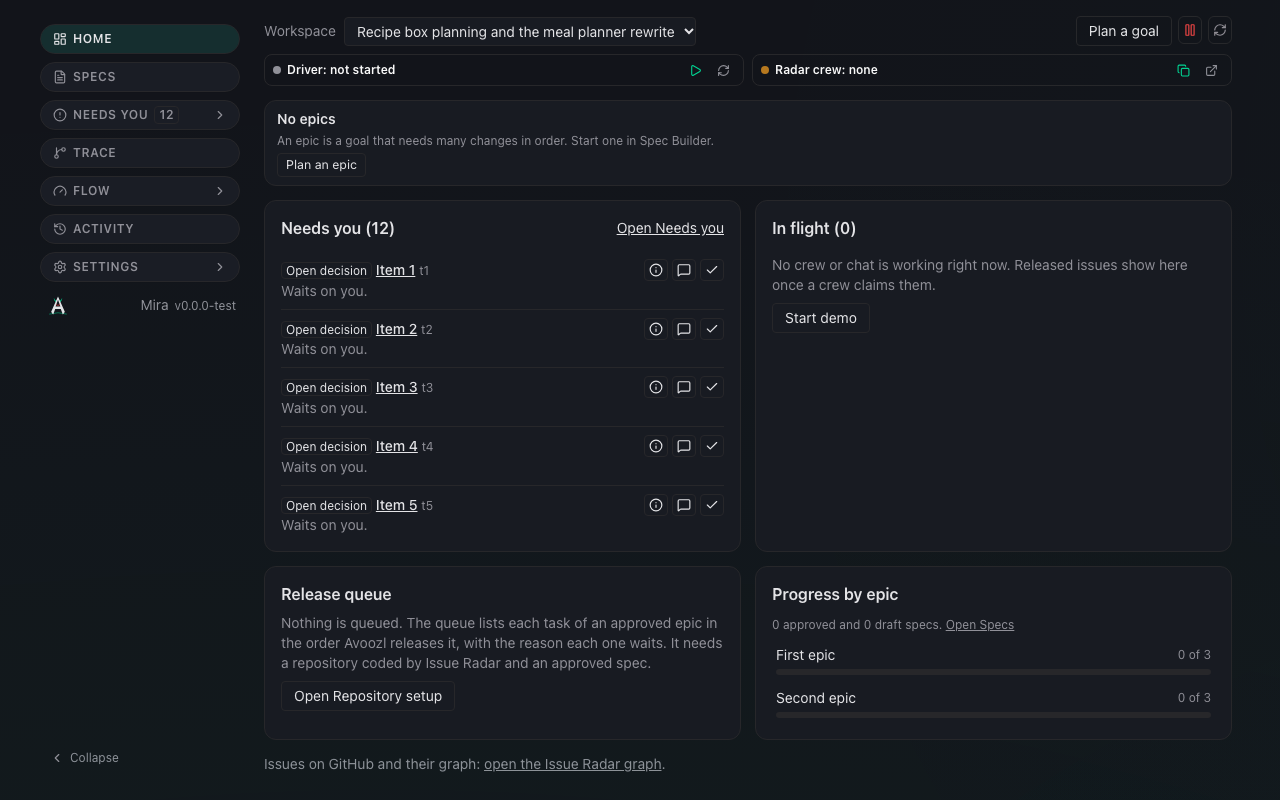 HOME
SPECS
NEEDS YOU 12
TRACE
FLOW
ACTIVITY
SETTINGS
Mira v0.0.0-test
Collapse
Workspace Recipe box planning and the meal planner rewrite
Plan a goal
Driver: not started
Radar crew: none
No epics
An epic is a goal that needs many changes in order. Start one in Spec Builder.
Plan an epic
Needs you (12) Open Needs you
Open decision Item 1 t1
Waits on you.
Open decision Item 2 t2
Waits on you.
Open decision Item 3 t3
Waits on you.
Open decision Item 4 t4
Waits on you.
Open decision Item 5 t5
Waits on you.
In flight (0)
No crew or chat is working right now. Released issues show here
once a crew claims them.
Start demo
Release queue
Nothing is queued. The queue lists each task of an approved epic in
the order Avoozl releases it, with the reason each one waits. It needs
a repository coded by Issue Radar and an approved spec.
Open Repository setup
Progress by epic
0 approved and 0 draft specs. Open Specs
First epic 0 of 3
Second epic 0 of 3
Issues on GitHub and their graph: open the Issue Radar graph.